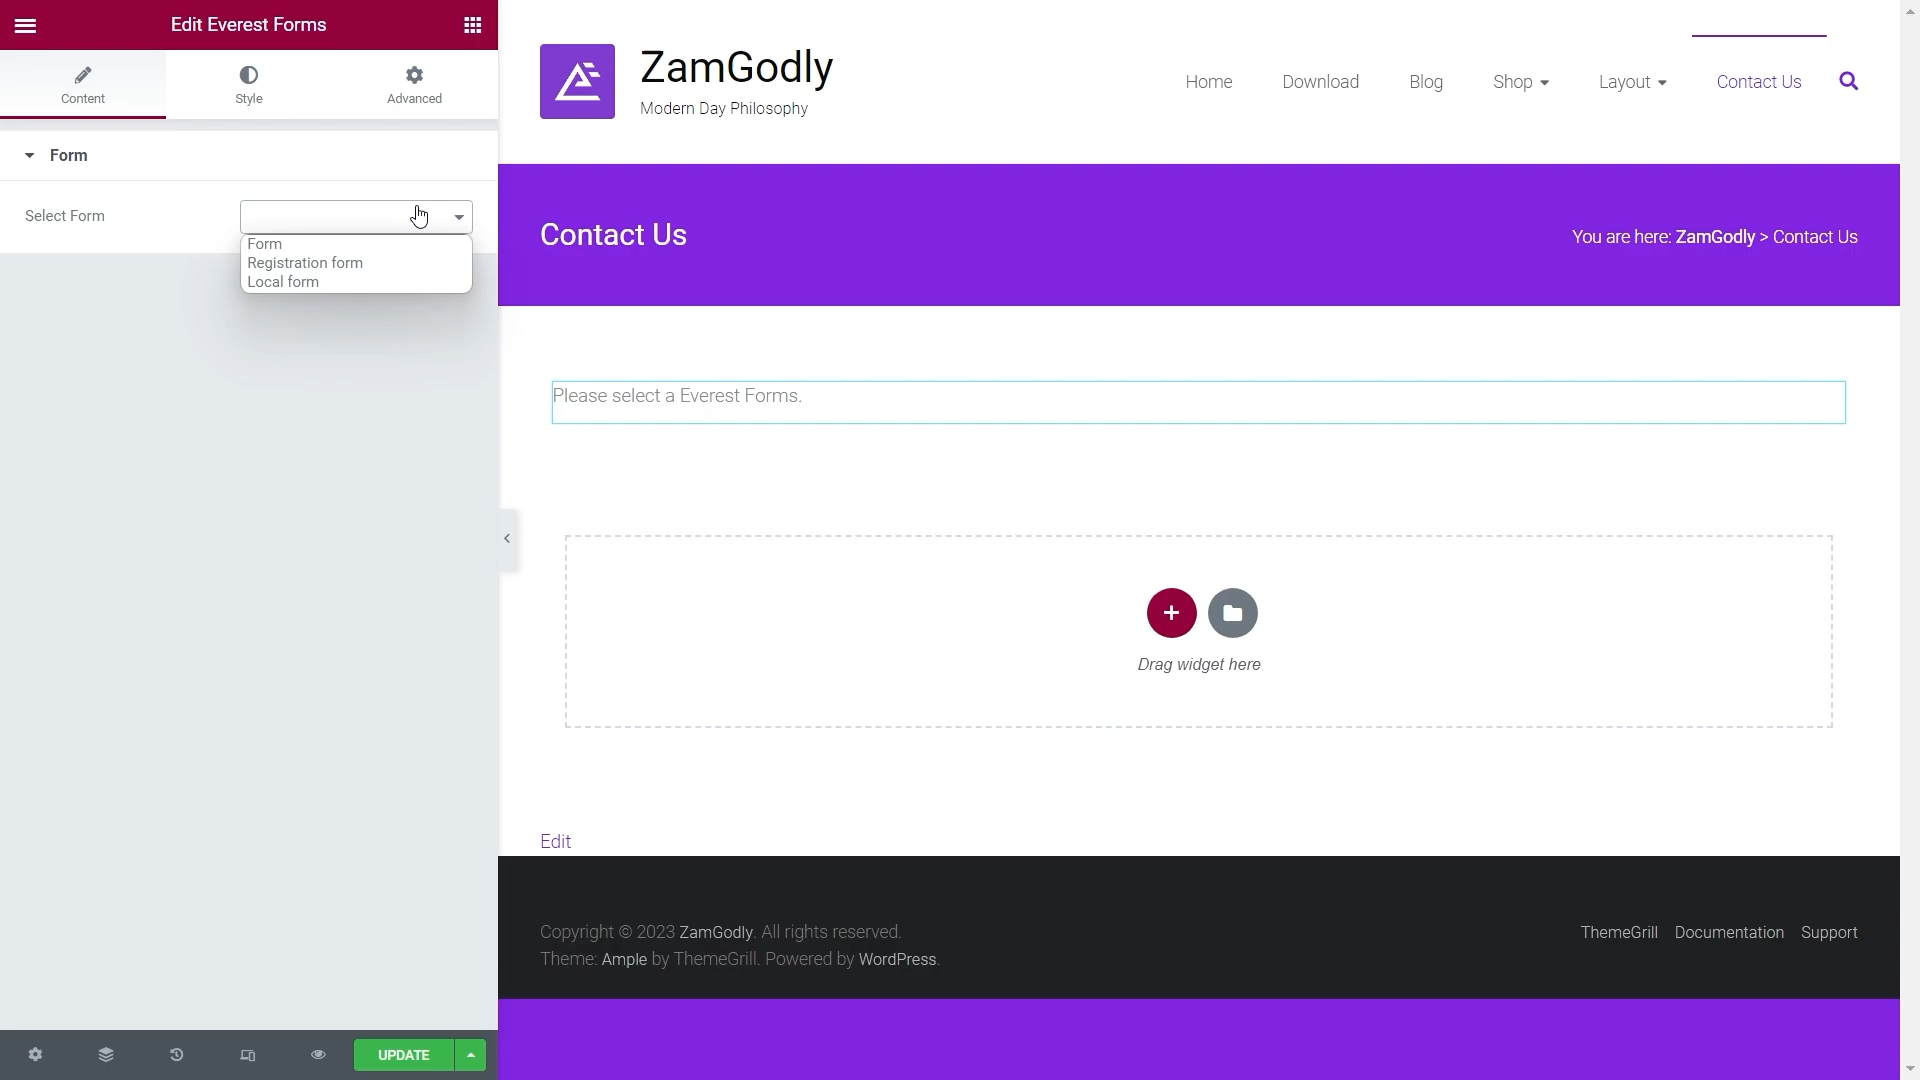 Edit Everest Forms
Content
Style
Advanced
Form
Select Form
Form
Registration form
Local form
UPDATE
ZamGodly
Modern Day Philosophy
Home
Download
Blog
Shop
Layout
Contact Us
Contact Us
You are here: ZamGodly > Contact Us
Please select a Everest Forms.
Drag widget here
Edit
Copyright © 2023 ZamGodly. All rights reserved.
Theme: Ample by ThemeGrill. Powered by WordPress.
ThemeGrill Documentation Support